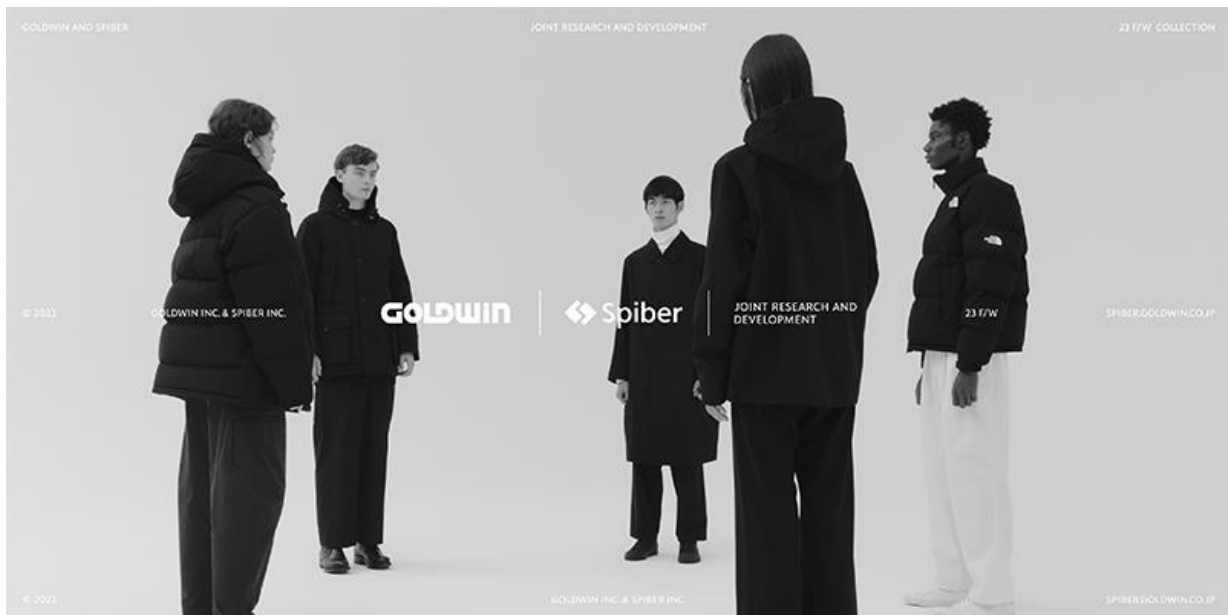 GOLDWIN AND SPIBER
JOINT RESEARCH AND DEVELOPMENT
23 F/W COLLECTION
© 2023
GOLDWIN INC. & SPIBER INC.
GOLDWIN
Spiber
JOINT RESEARCH AND
DEVELOPMENT
23 F/W
SPIBER.GOLDWIN.CO.JP
© 2023
GOLDWIN INC. & SPIBER INC.
SPIBER.GOLDWIN.CO.JP